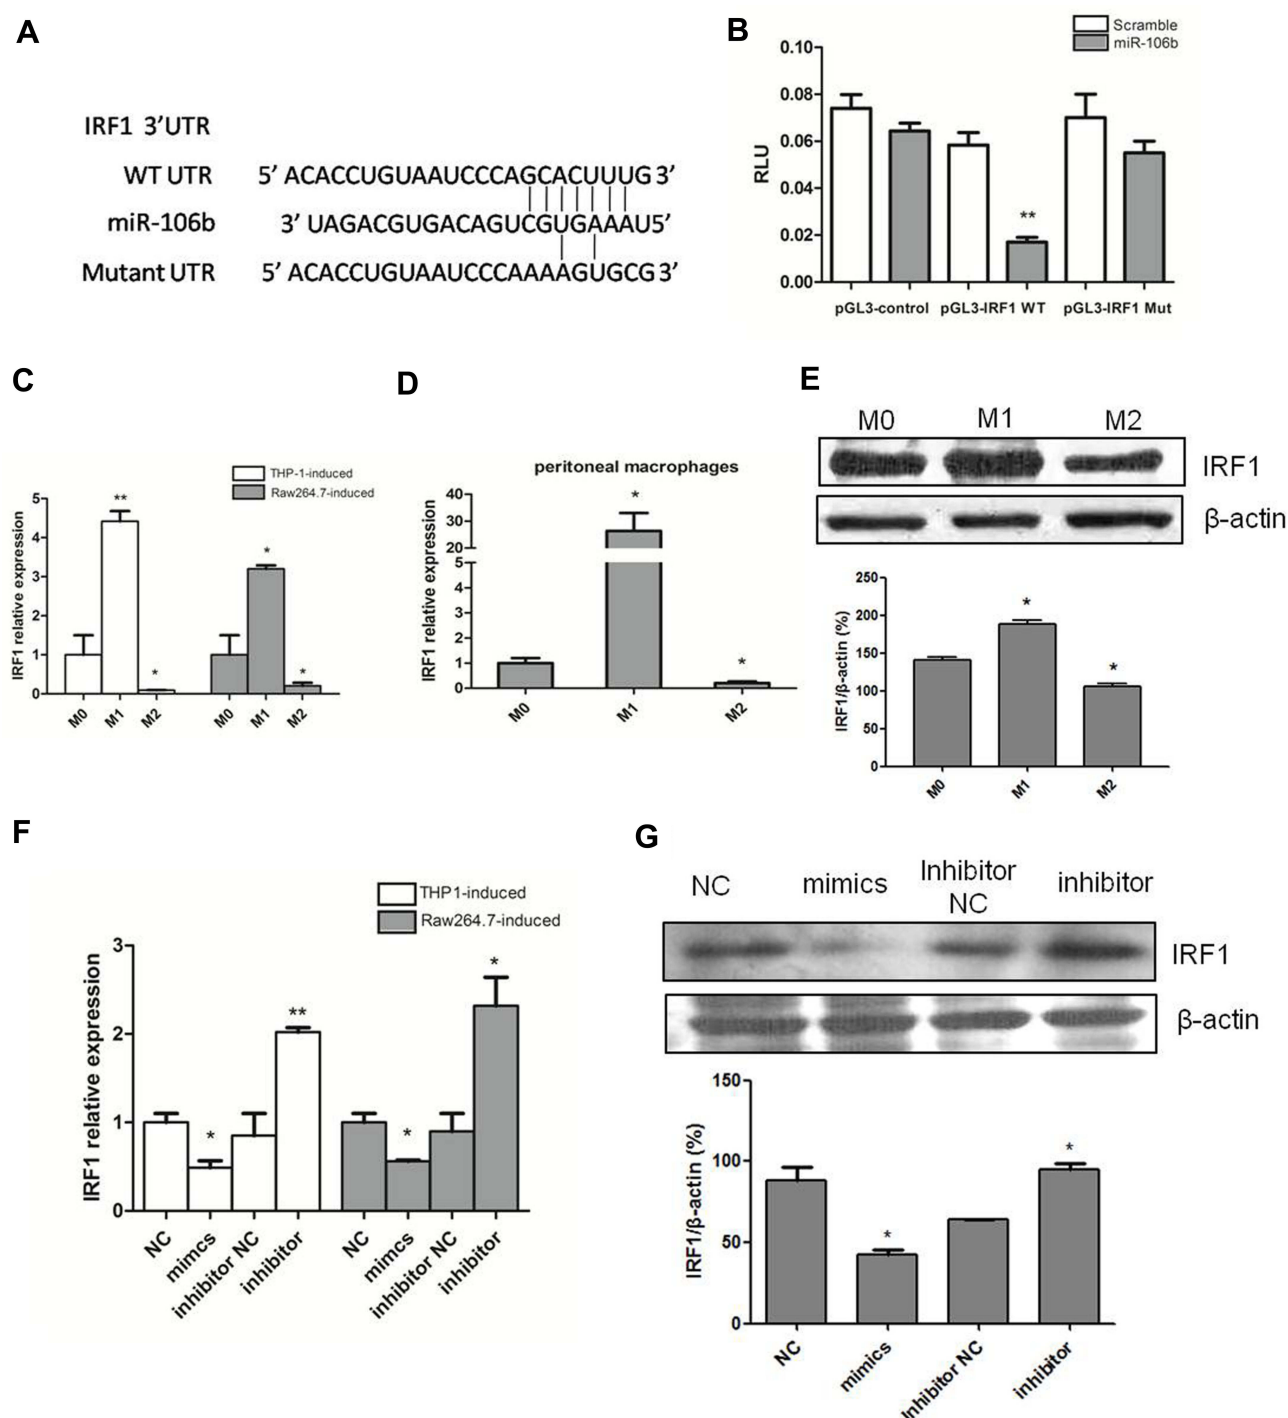 A
IRF1 3’UTR
WT UTR 5’ ACACCUGUAAUCCCAGCACUUUG 3’
miR-106b 3’ UAGACGUGACAGUCGUGAAAU5’
Mutant UTR 5’ ACACCUGUAAUCCCAAAAGUGCG 3’
B
Scramble
miR-106b
RLU
0.10
0.08
0.06
0.04
0.02
0.00
**
pGL3-control pGL3-IRF1 WT pGL3-IRF1 Mut
C
THP-1-induced
Raw264.7-induced
IRF1 relative expression
5
4
3
2
1
0
** * * *
M0 M1 M2 M0 M1 M2
D
peritoneal macrophages
IRF1 relative expression
40
30
20
5
4
3
2
1
0
* *
M0 M1 M2
E
M0 M1 M2
IRF1
β-actin
IRF1/β-actin (%)
250
200
150
100
50
0
* *
M0 M1 M2
F
THP1-induced
Raw264.7-induced
IRF1 relative expression
3
2
1
0
* ** * *
NC mimcs inhibitor NC inhibitor NC mimcs inhibitor NC inhibitor
G
NC mimics Inhibitor NC inhibitor
IRF1
β-actin
IRF1/β-actin (%)
150
100
50
0
* *
NC mimics Inhibitor NC inhibitor